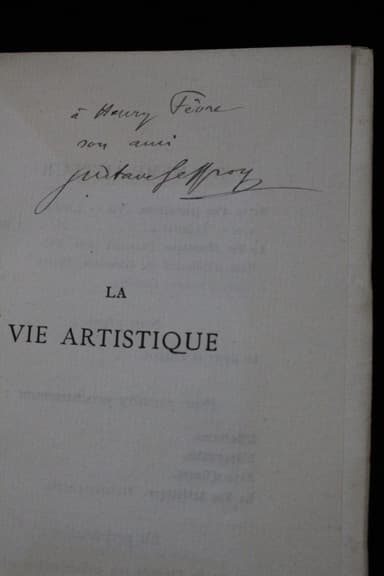 à Henry Fèvre
son ami
Gustave Geffroy
LA
VIE ARTISTIQUE